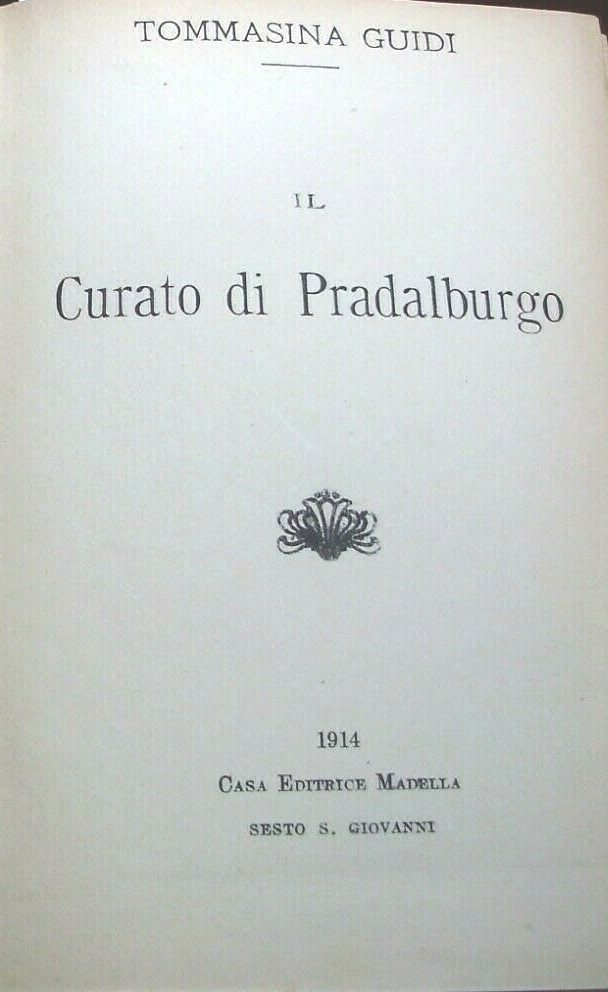 TOMMASINA GUIDI
IL
Curato di Pradalburgo
1914
CASA EDITRICE MADELLA
SESTO S. GIOVANNI